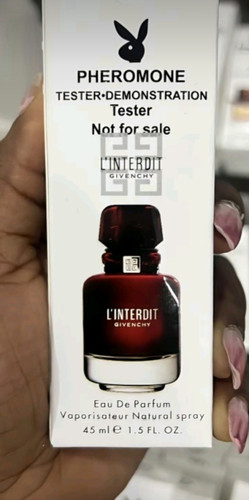 PHEROMONE
TESTER•DEMONSTRATION
Tester
Not for sale
L'INTERDIT
GIVENCHY
L'INTERDIT
GIVENCHY
Eau De Parfum
Vaporisateur Natural spray
45 ml e 1.5 FL. OZ.